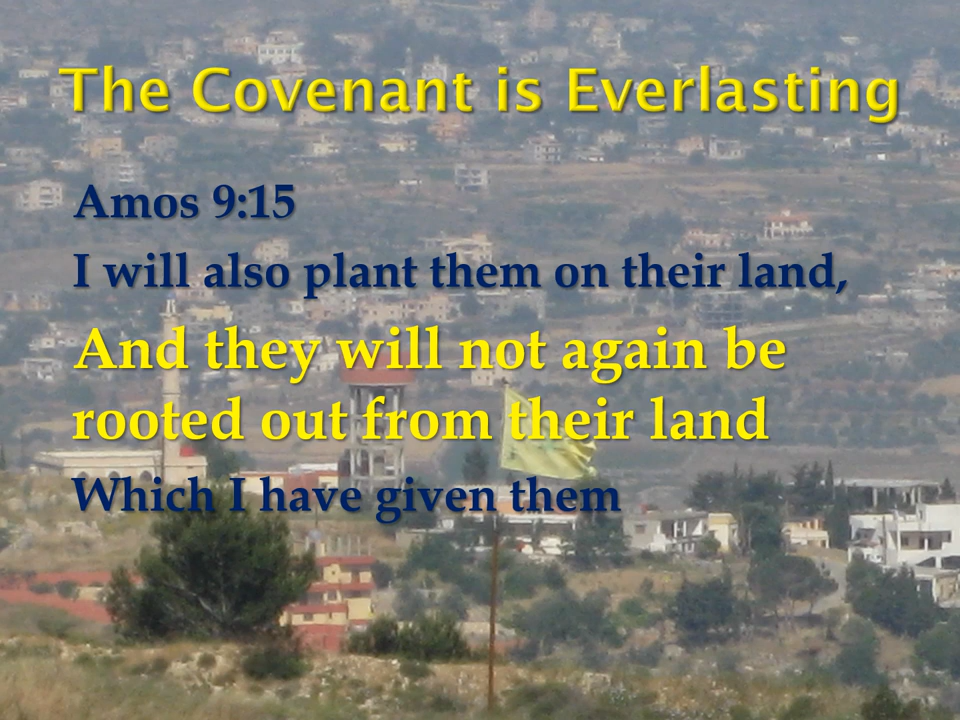 The Covenant is Everlasting
Amos 9:15
I will also plant them on their land,
And they will not again be
rooted out from their land
Which I have given them